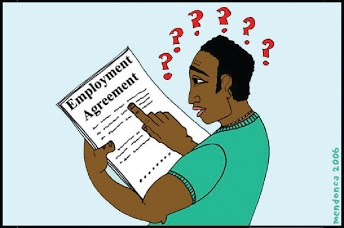 ? ? ? ? ? ?
Employment
Agreement
mendonca 2006